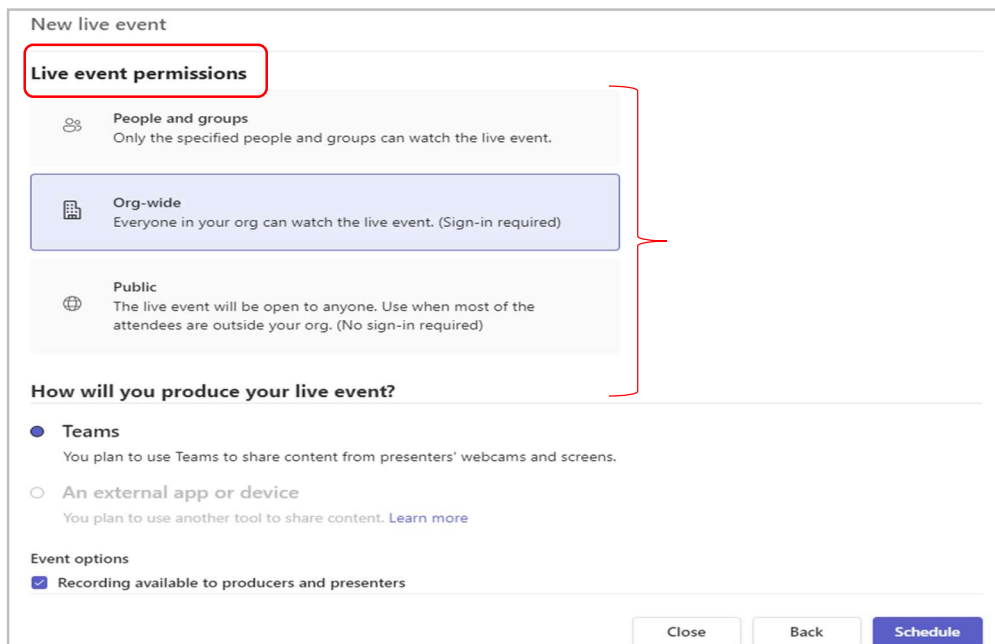 New live event
Live event permissions
People and groups
Only the specified people and groups can watch the live event.
Org-wide
Everyone in your org can watch the live event. (Sign-in required)
Public
The live event will be open to anyone. Use when most of the
attendees are outside your org. (No sign-in required)
How will you produce your live event?
Teams
You plan to use Teams to share content from presenters' webcams and screens.
An external app or device
You plan to use another tool to share content. Learn more
Event options
Recording available to producers and presenters
Close Back Schedule